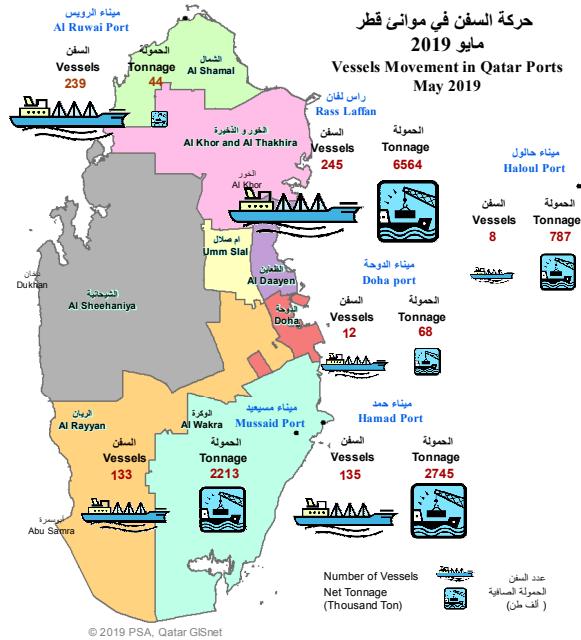 حركة السفن في موانئ قطر
مايو 2019
Vessels Movement in Qatar Ports
May 2019
ميناء الرويس
Al Ruwai Port
السفن
الحمولة
Vessels
Tonnage
239
44
الشمال
Al Shamal
راس لفان
Rass Laffan
السفن
الحمولة
Vessels
Tonnage
245
6564
الخور و الذخيرة
Al Khor and Al Thakhira
الخور
Al Khor
ميناء حالول
Haloul Port
السفن
الحمولة
Vessels
Tonnage
8
787
ام صلال
Umm Slal
الظعاين
Al Daayen
دخان
Dukhan
الشيحانية
Al Sheehaniya
ميناء الدوحة
Doha port
السفن
الحمولة
Vessels
Tonnage
12
68
الدوحة
Doha
الريان
Al Rayyan
الوكرة
Al Wakra
ميناء مسيعيد
Mussaid Port
السفن
الحمولة
Vessels
Tonnage
133
2213
ميناء حمد
Hamad Port
السفن
الحمولة
Vessels
Tonnage
135
2745
ابوسمرة
Abu Samra
Number of Vessels
عدد السفن
Net Tonnage
(Thousand Ton)
الحمولة الصافية
( ألف طن)
© 2019 PSA, Qatar GISnet